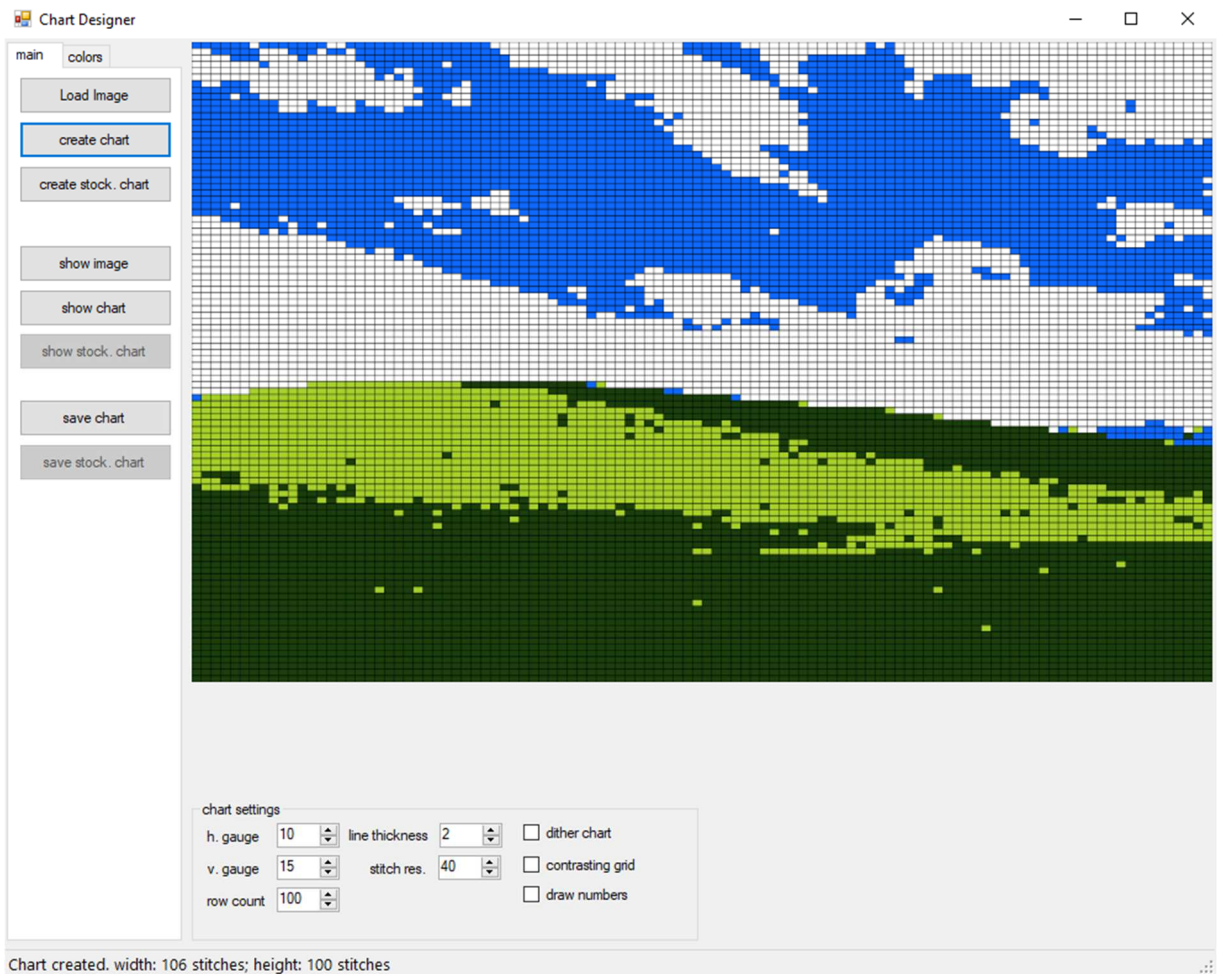 Chart Designer
main
colors
Load Image
create chart
create stock. chart
show image
show chart
show stock. chart
save chart
save stock. chart
chart settings
h. gauge 10 line thickness 2 dither chart
v. gauge 15 stitch res. 40 contrasting grid
row count 100 draw numbers
Chart created. width: 106 stitches; height: 100 stitches